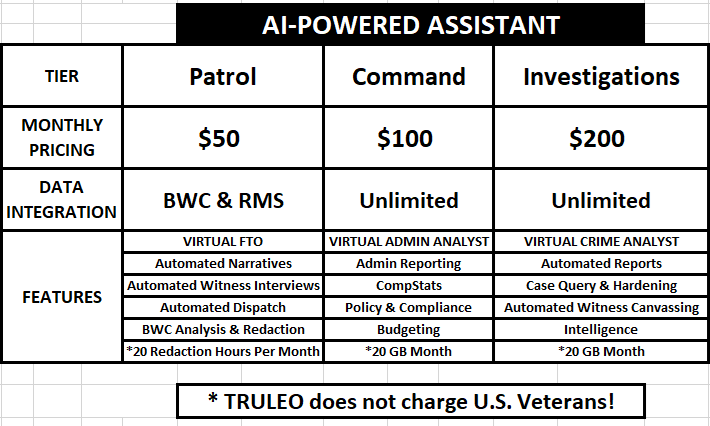 AI-POWERED ASSISTANT
TIER Patrol Command Investigations
MONTHLY PRICING $50 $100 $200
DATA INTEGRATION BWC & RMS Unlimited Unlimited
FEATURES
VIRTUAL FTO VIRTUAL ADMIN ANALYST VIRTUAL CRIME ANALYST
Automated Narratives Admin Reporting Automated Reports
Automated Witness Interviews CompStats Case Query & Hardening
Automated Dispatch Policy & Compliance Automated Witness Canvassing
BWC Analysis & Redaction Budgeting Intelligence
*20 Redaction Hours Per Month *20 GB Month *20 GB Month
* TRULEO does not charge U.S. Veterans!